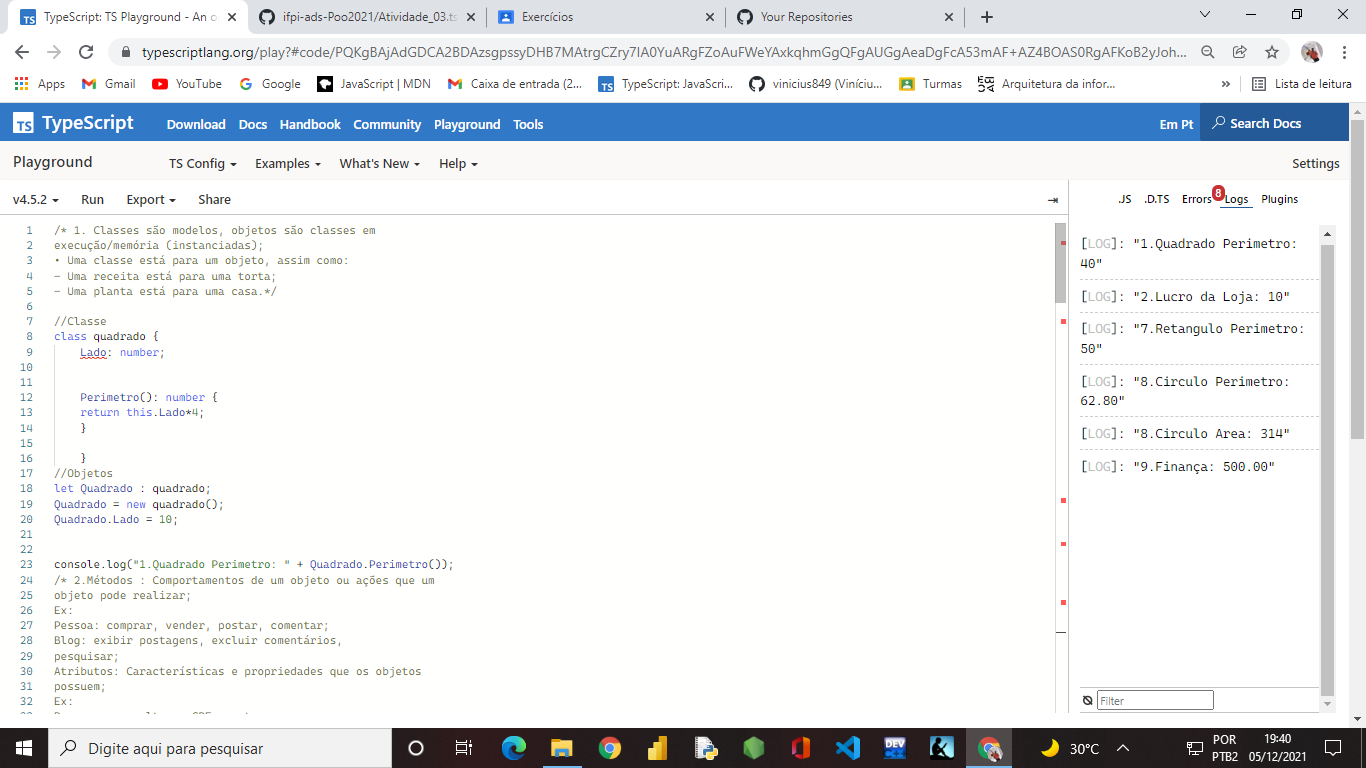 TypeScript: TS Playground - An o
ifpi-ads-Poo2021/Atividade_03.ts
Exercícios
Your Repositories
typescriptlang.org/play?#code/PQKgBAjAdGDCA2BDAzsgpssyDHB7MAtrgCZry7IA0YuARgFZoAuFWeYAxkqhmGgQFgAUGgAeaDgFcA53mAF+AZ4BOAS0RgAFKoB2yJoh...
Apps
Gmail
YouTube
Google
JavaScript | MDN
Caixa de entrada (2...
TypeScript: JavaScri...
vinicius849 (Viníciu...
Turmas
Arquitetura da infor...
»
Lista de leitura
TS TypeScript
Download
Docs
Handbook
Community
Playground
Tools
Em Pt
Search Docs
Playground
TS Config
Examples
What's New
Help
Settings
v4.5.2
Run
Export
Share
.JS
.D.TS
Errors
8
Logs
Plugins
1 /* 1. Classes são modelos, objetos são classes em
2 execução/memória (instanciadas);
3 • Uma classe está para um objeto, assim como:
4 – Uma receita está para uma torta;
5 – Uma planta está para uma casa.*/
6
7 //Classe
8 class quadrado {
9 Lado: number;
10
11
12 Perimetro(): number {
13 return this.Lado*4;
14 }
15
16 }
17 //Objetos
18 let Quadrado : quadrado;
19 Quadrado = new quadrado();
20 Quadrado.Lado = 10;
21
22
23 console.log("1.Quadrado Perimetro: " + Quadrado.Perimetro());
24 /* 2.Métodos : Comportamentos de um objeto ou ações que um
25 objeto pode realizar;
26 Ex:
27 Pessoa: comprar, vender, postar, comentar;
28 Blog: exibir postagens, excluir comentários,
29 pesquisar;
30 Atributos: Características e propriedades que os objetos
31 possuem;
32 Ex:
[LOG]: "1.Quadrado Perimetro:
40"
[LOG]: "2.Lucro da Loja: 10"
[LOG]: "7.Retangulo Perimetro:
50"
[LOG]: "8.Circulo Perimetro:
62.80"
[LOG]: "8.Circulo Area: 314"
[LOG]: "9.Finança: 500.00"
Filter
Digite aqui para pesquisar
DEV
30°C
POR
PTB2
19:40
05/12/2021